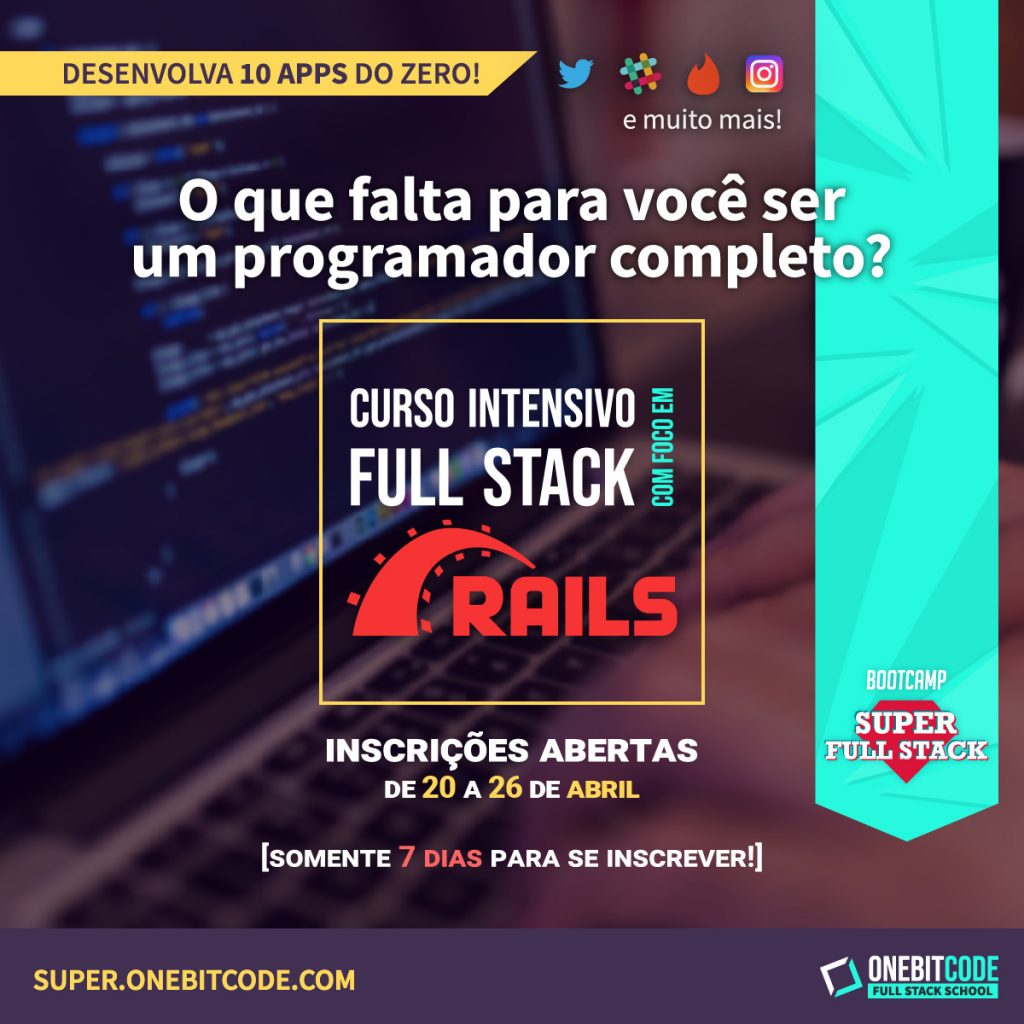 DESENVOLVA 10 APPS DO ZERO!
e muito mais!
O que falta para você ser
um programador completo?
CURSO INTENSIVO
FULL STACK
COM FOCO EM
RAILS
BOOTCAMP
SUPER
FULL STACK
INSCRIÇÕES ABERTAS
DE 20 A 26 DE ABRIL
[SOMENTE 7 DIAS PARA SE INSCREVER!]
SUPER.ONEBITCODE.COM
ONEBITCODE
FULL STACK SCHOOL